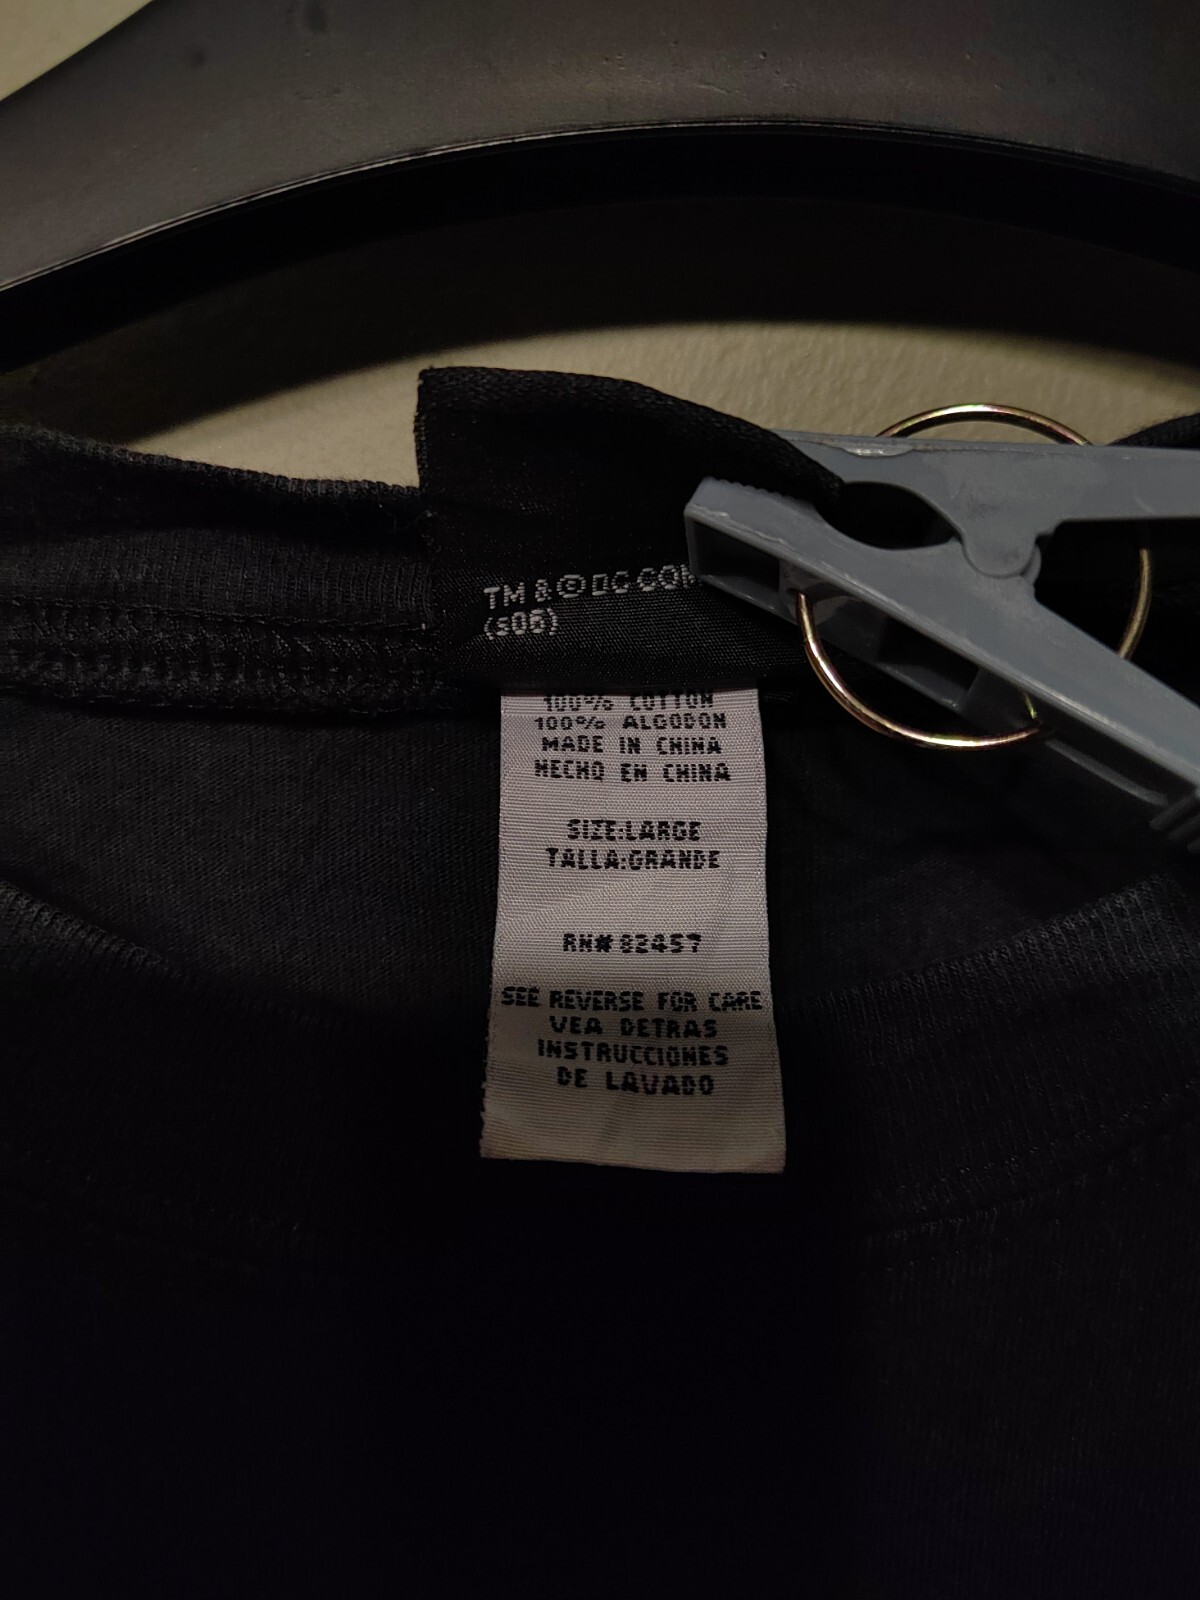 TM & © DC COM
(s06)
100% COTTON
100% ALGODON
MADE IN CHINA
HECHO EN CHINA
SIZE:LARGE
TALLA:GRANDE
RN# 82457
SEE REVERSE FOR CARE
VEA DETRAS
INSTRUCCIONES
DE LAVADO